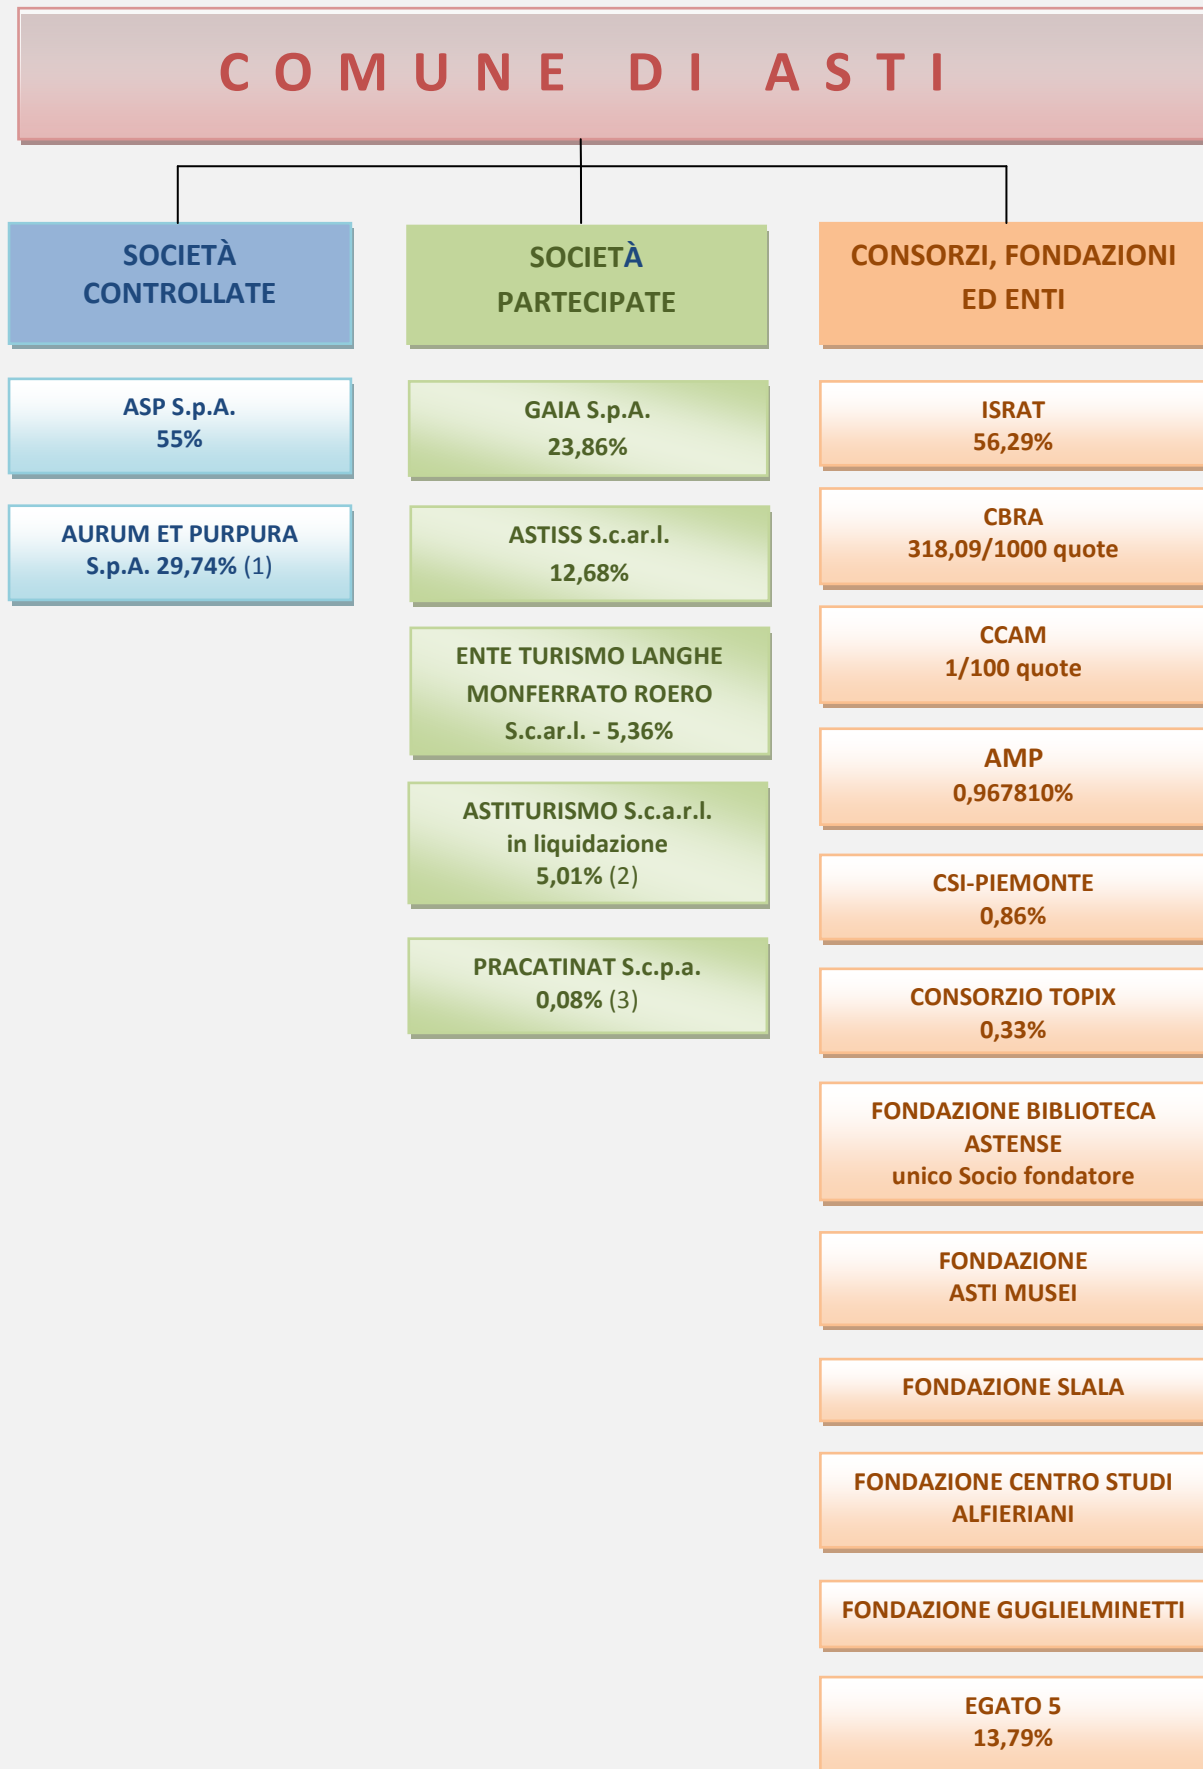 COMUNE DI ASTI
SOCIETÀ
CONTROLLATE
ASP S.p.A.
55%
AURUM ET PURPURA
S.p.A. 29,74% (1)
SOCIETÀ
PARTECIPATE
GAIA S.p.A.
23,86%
ASTISS S.c.ar.l.
12,68%
ENTE TURISMO LANGHE
MONFERRATO ROERO
S.c.ar.l. - 5,36%
ASTITURISMO S.c.a.r.l.
in liquidazione
5,01% (2)
PRACATINAT S.c.p.a.
0,08% (3)
CONSORZI, FONDAZIONI
ED ENTI
ISRAT
56,29%
CBRA
318,09/1000 quote
CCAM
1/100 quote
AMP
0,967810%
CSI-PIEMONTE
0,86%
CONSORZIO TOPIX
0,33%
FONDAZIONE BIBLIOTECA
ASTENSE
unico Socio fondatore
FONDAZIONE
ASTI MUSEI
FONDAZIONE SLALA
FONDAZIONE CENTRO STUDI
ALFIERIANI
FONDAZIONE GUGLIELMINETTI
EGATO 5
13,79%